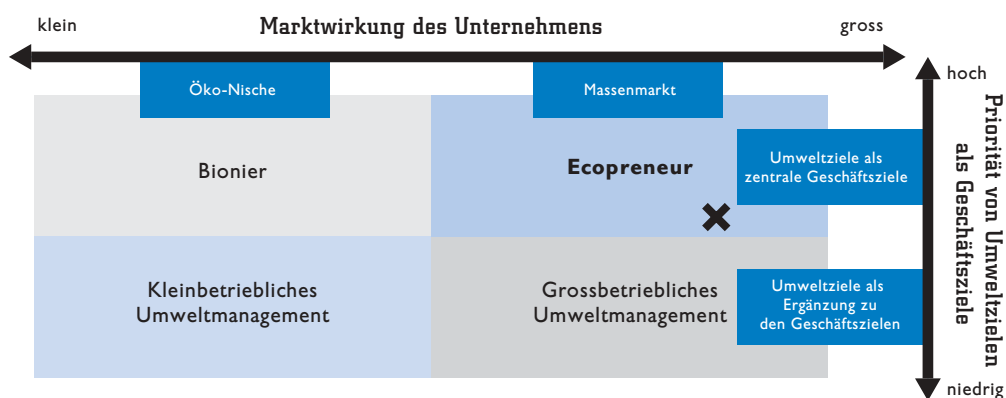 klein
Marktwirkung des Unternehmens
gross
Öko-Nische
Massenmarkt
hoch
Bionier
Ecopreneur
Umweltziele als
zentrale Geschäftsziele
Priorität von Umweltzielen
als Geschäftsziele
Kleinbetriebliches
Umweltmanagement
Grossbetriebliches
Umweltmanagement
Umweltziele als
Ergänzung zu
den Geschäftszielen
niedrig